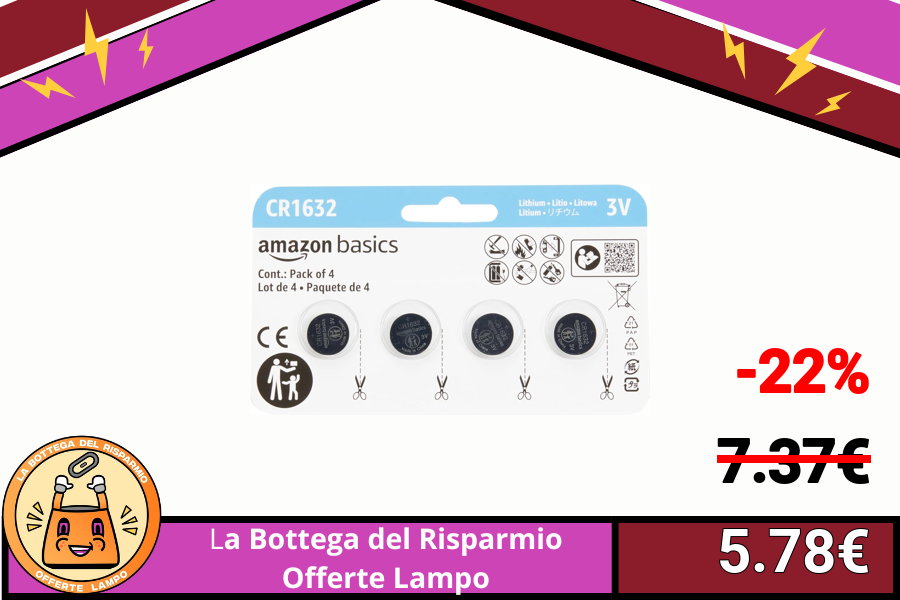 CR1632
Lithium • Litio • Litowa
Litium • リチウム
3V
amazon basics
Cont.: Pack of 4
Lot de 4 • Paquete de 4
CE
CR1632
-22%
7.37€
5.78€
LA BOTTEGA DEL RISPARMIO
OFFERTE LAMPO
La Bottega del Risparmio
Offerte Lampo